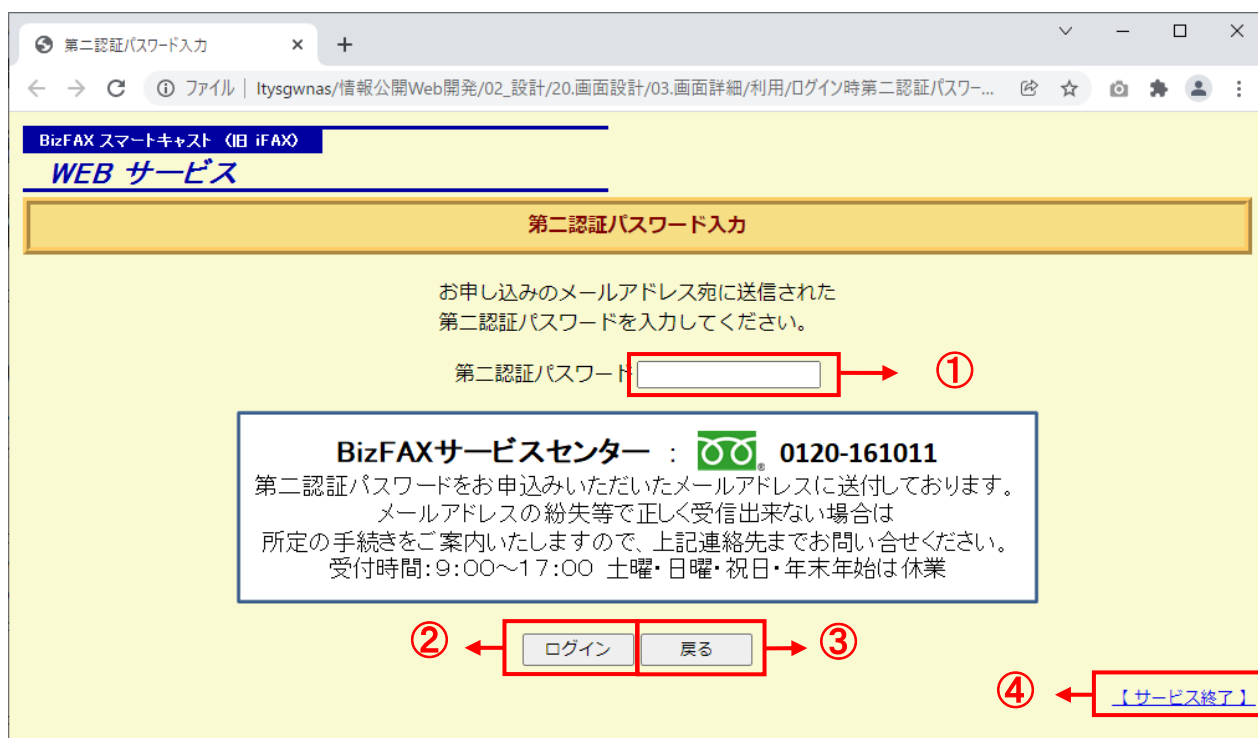 第二認証パスワード入力
ファイル | ltysgwnas/情報公開Web開発/02_設計/20.画面設計/03.画面詳細/利用/ログイン時第二認証パスワー...
BizFAX スマートキャスト（旧 iFAX）
WEB サービス
第二認証パスワード入力
お申し込みのメールアドレス宛に送信された
第二認証パスワードを入力してください。
第二認証パスワード
①
BizFAXサービスセンター ： 0120-161011
第二認証パスワードをお申込みいただいたメールアドレスに送付しております。
メールアドレスの紛失等で正しく受信出来ない場合は
所定の手続きをご案内いたしますので、上記連絡先までお問い合せください。
受付時間:9:00～17:00 土曜・日曜・祝日・年末年始は休業
② ログイン 戻る ③
④ 【サービス終了】